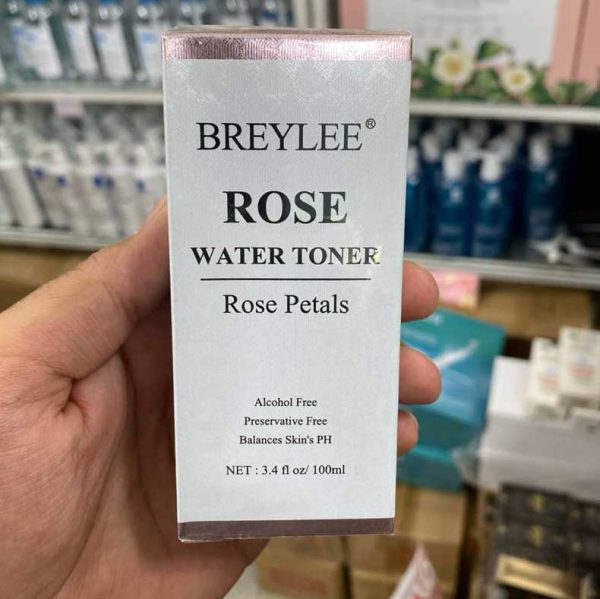 BREYLEE®
ROSE
WATER TONER
Rose Petals
Alcohol Free
Preservative Free
Balances Skin's PH
NET : 3.4 fl oz/ 100ml